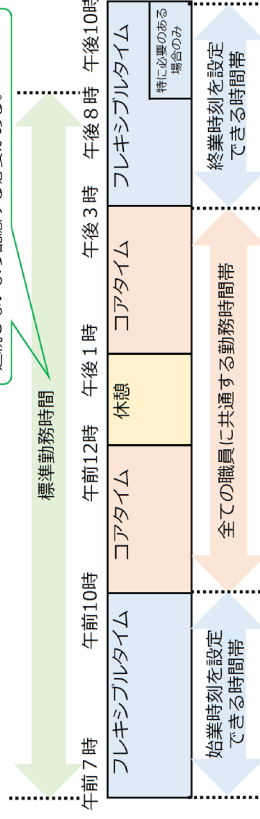 標準勤務時間
午前7時
午前10時
午前12時
午後1時
午後3時
午後8時
午後10時
フレキシブルタイム
コアタイム
休憩
コアタイム
フレキシブルタイム
特に必要のある
場合のみ
始業時刻を設定
できる時間帯
全ての職員に共通する勤務時間帯
終業時刻を設定
できる時間帯